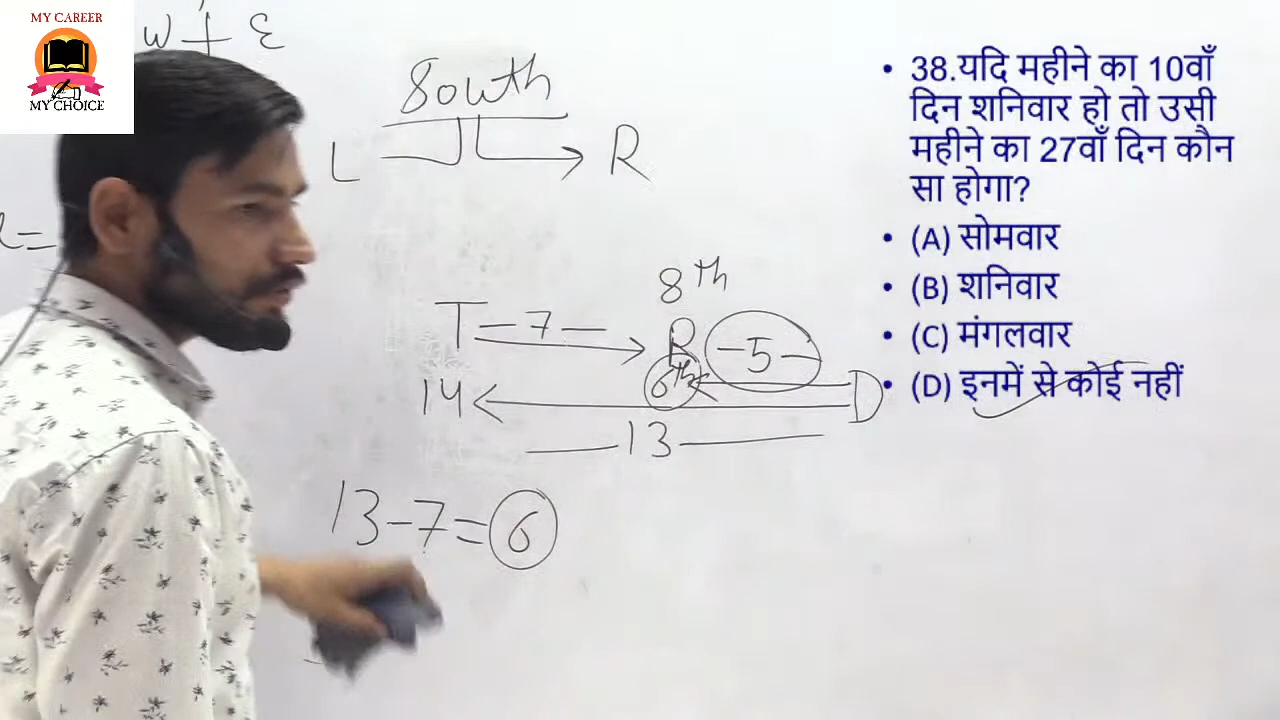 MY CAREER
MY CHOICE
W E
South
L R
8th
T 7 R 5
6th
14 D
13
13-7=6
• 38.यदि महीने का 10वाँ
दिन शनिवार हो तो उसी
महीने का 27वाँ दिन कौन
सा होगा?
• (A) सोमवार
• (B) शनिवार
• (C) मंगलवार
• (D) इनमें से कोई नहीं